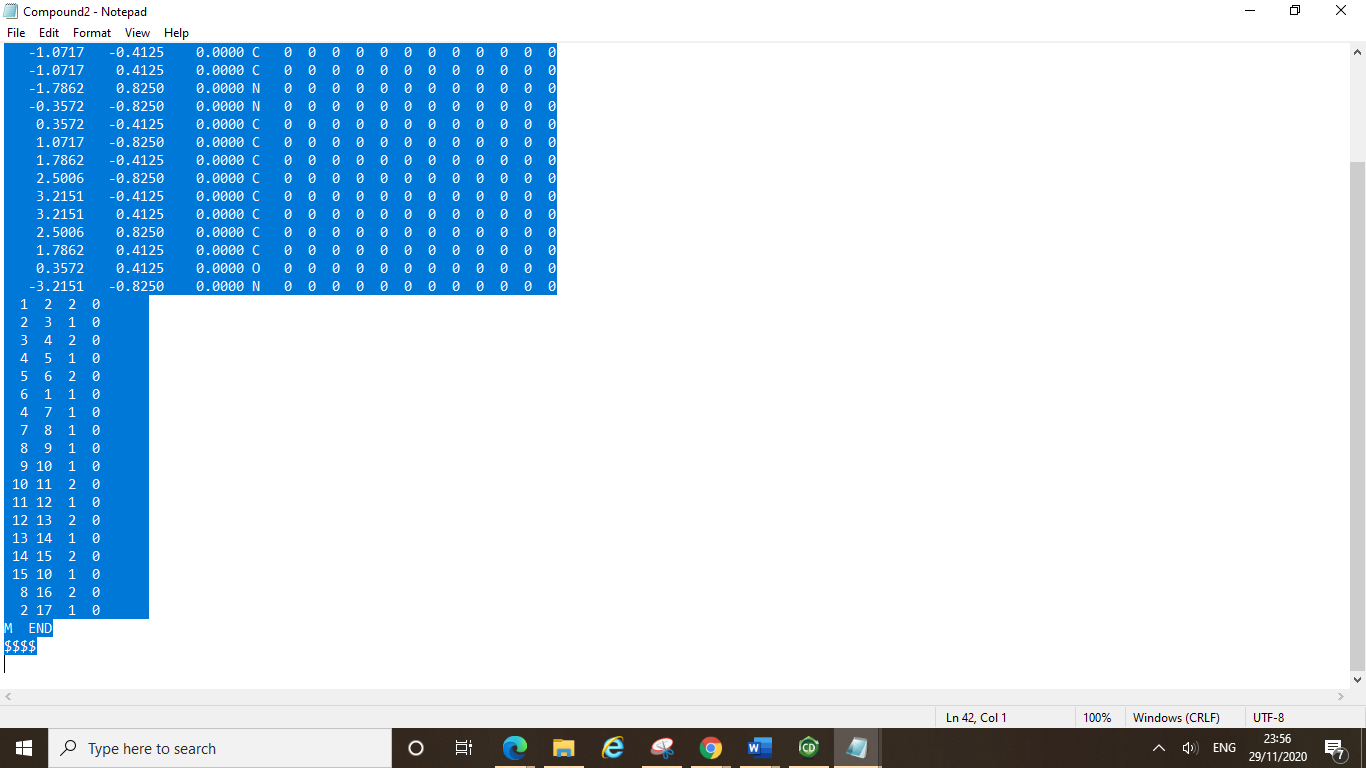 Compound2 - Notepad
File Edit Format View Help
-1.0717 -0.4125 0.0000 C 0 0 0 0 0 0 0 0 0 0 0 0
-1.0717 0.4125 0.0000 C 0 0 0 0 0 0 0 0 0 0 0 0
-1.7862 0.8250 0.0000 N 0 0 0 0 0 0 0 0 0 0 0 0
-0.3572 -0.8250 0.0000 N 0 0 0 0 0 0 0 0 0 0 0 0
0.3572 -0.4125 0.0000 C 0 0 0 0 0 0 0 0 0 0 0 0
1.0717 -0.8250 0.0000 C 0 0 0 0 0 0 0 0 0 0 0 0
1.7862 -0.4125 0.0000 C 0 0 0 0 0 0 0 0 0 0 0 0
2.5006 -0.8250 0.0000 C 0 0 0 0 0 0 0 0 0 0 0 0
3.2151 -0.4125 0.0000 C 0 0 0 0 0 0 0 0 0 0 0 0
3.2151 0.4125 0.0000 C 0 0 0 0 0 0 0 0 0 0 0 0
2.5006 0.8250 0.0000 C 0 0 0 0 0 0 0 0 0 0 0 0
1.7862 0.4125 0.0000 C 0 0 0 0 0 0 0 0 0 0 0 0
0.3572 0.4125 0.0000 O 0 0 0 0 0 0 0 0 0 0 0 0
-3.2151 -0.8250 0.0000 N 0 0 0 0 0 0 0 0 0 0 0 0
1 2 2 0
2 3 1 0
3 4 2 0
4 5 1 0
5 6 2 0
6 1 1 0
4 7 1 0
7 8 1 0
8 9 1 0
9 10 1 0
10 11 2 0
11 12 1 0
12 13 2 0
13 14 1 0
14 15 2 0
15 10 1 0
8 16 2 0
2 17 1 0
M END
$$$$
Ln 42, Col 1 100% Windows (CRLF) UTF-8
Type here to search
W
CD
ENG
23:56
29/11/2020
7